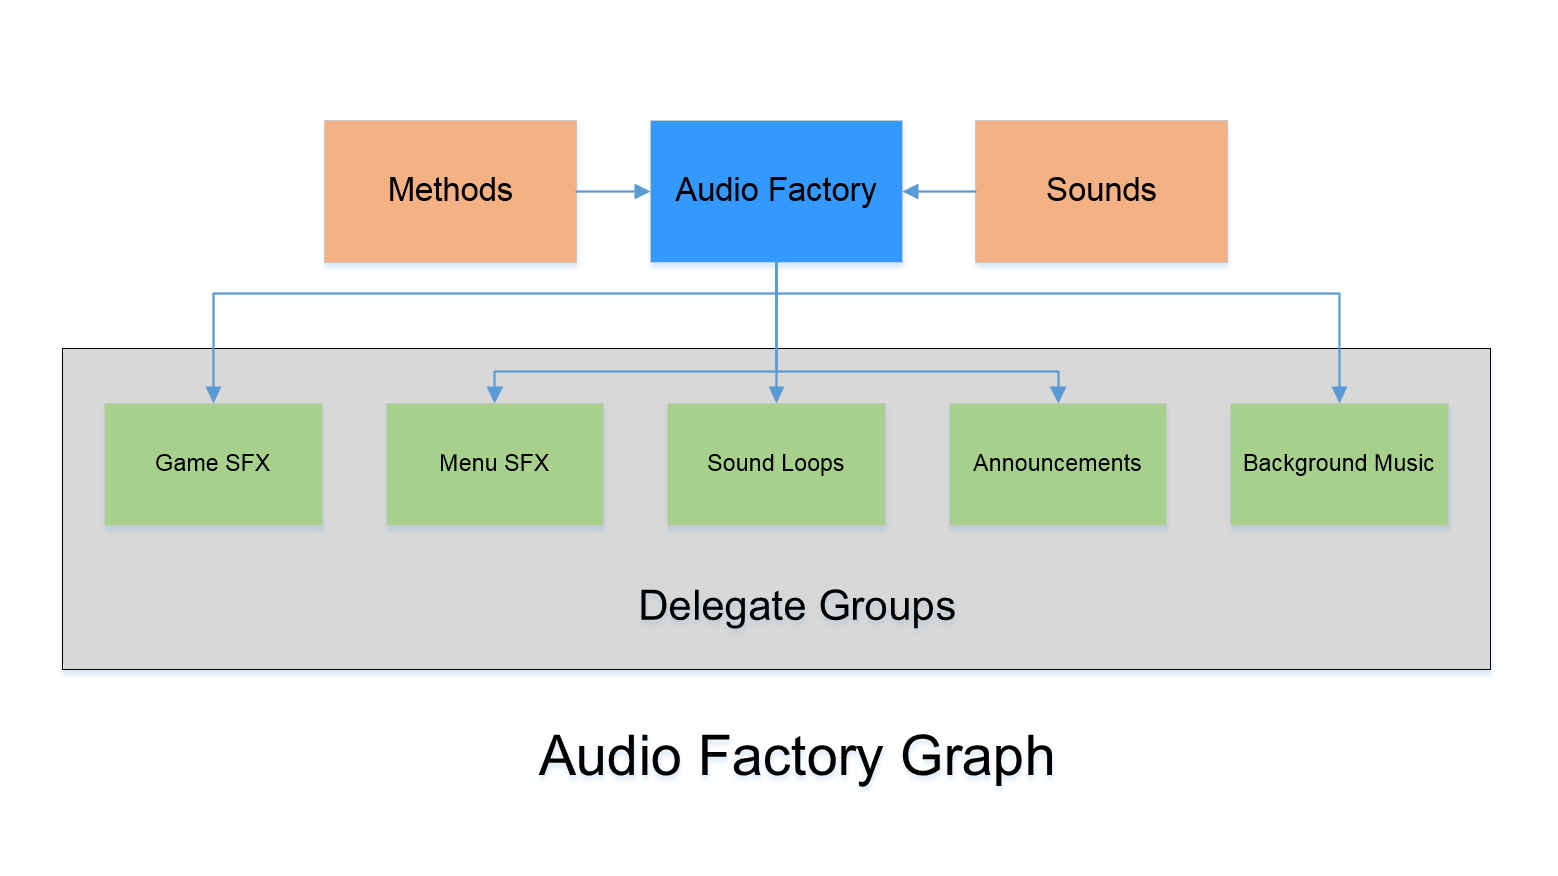 Methods
Audio Factory
Sounds
Game SFX
Menu SFX
Sound Loops
Announcements
Background Music
Delegate Groups
Audio Factory Graph